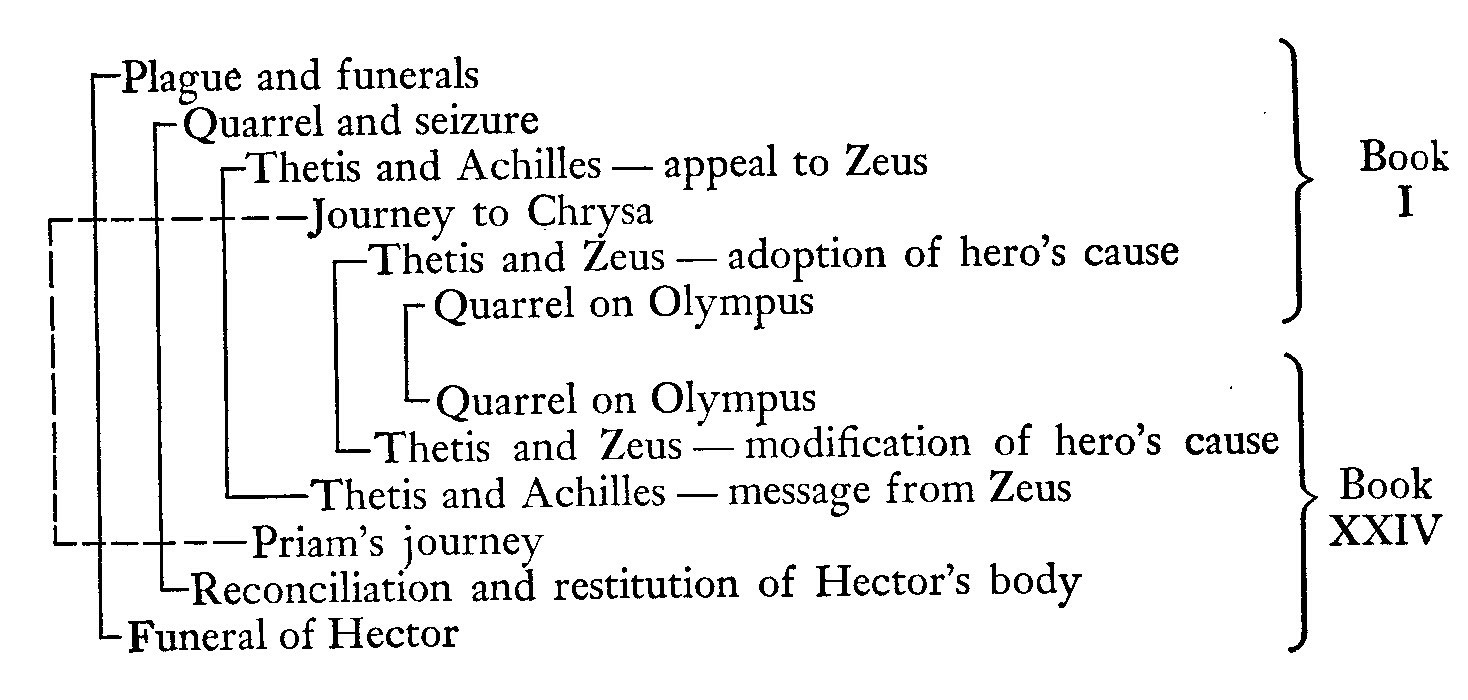 Plague and funerals
Quarrel and seizure
Thetis and Achilles — appeal to Zeus
Journey to Chrysa
Thetis and Zeus — adoption of hero's cause
Quarrel on Olympus
Book
I
Quarrel on Olympus
Thetis and Zeus — modification of hero's cause
Thetis and Achilles — message from Zeus
Priam's journey
Reconciliation and restitution of Hector's body
Funeral of Hector
Book
XXIV